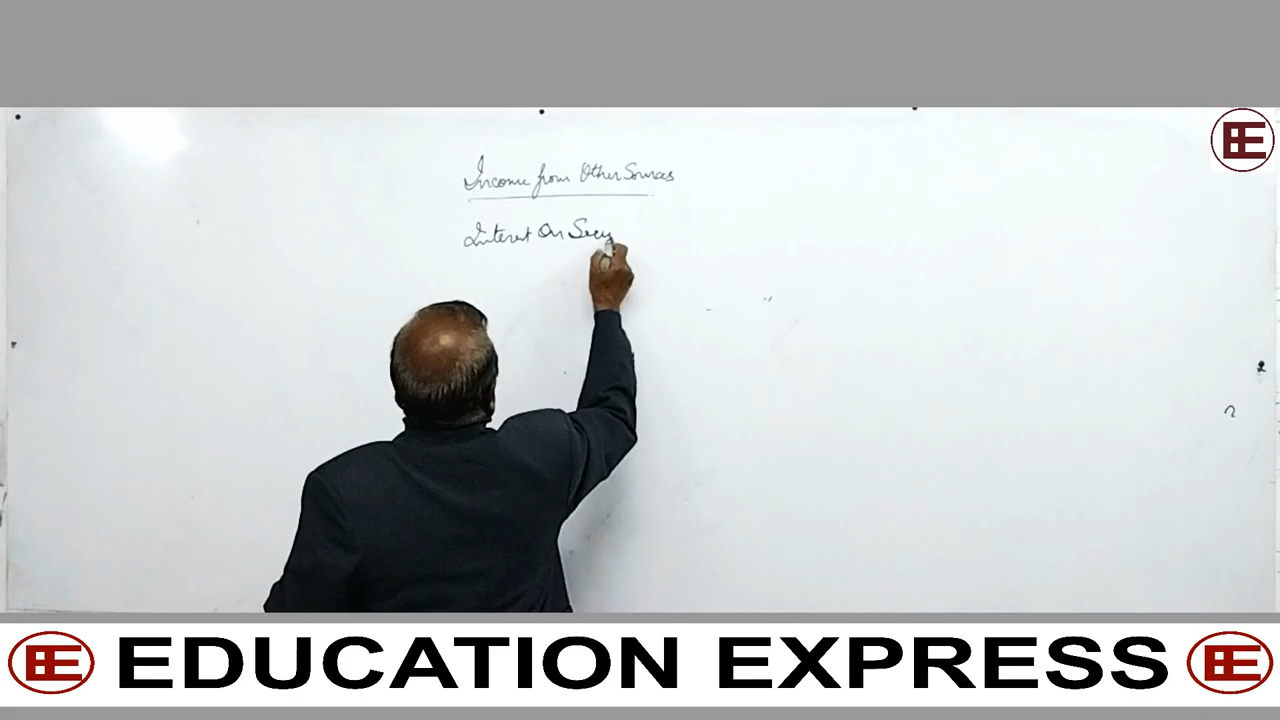 Income from Other Sources
Interest On Secu
EDUCATION EXPRESS